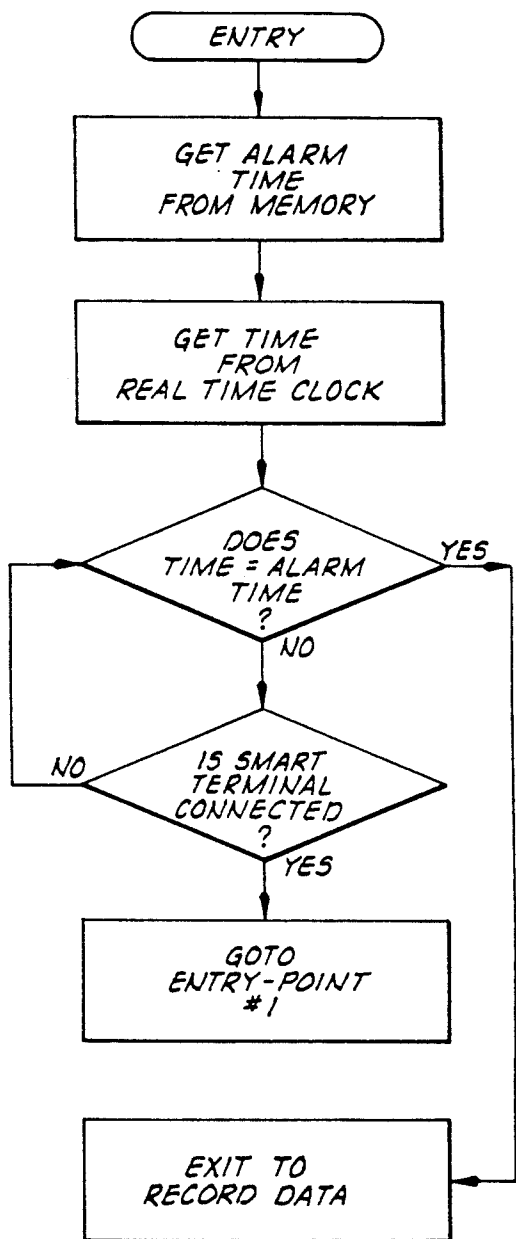 ENTRY
GET ALARM
TIME
FROM MEMORY
GET TIME
FROM
REAL TIME CLOCK
DOES
TIME = ALARM
TIME
?
YES
NO
IS SMART
TERMINAL
CONNECTED
?
NO
YES
GOTO
ENTRY-POINT
#1
EXIT TO
RECORD DATA